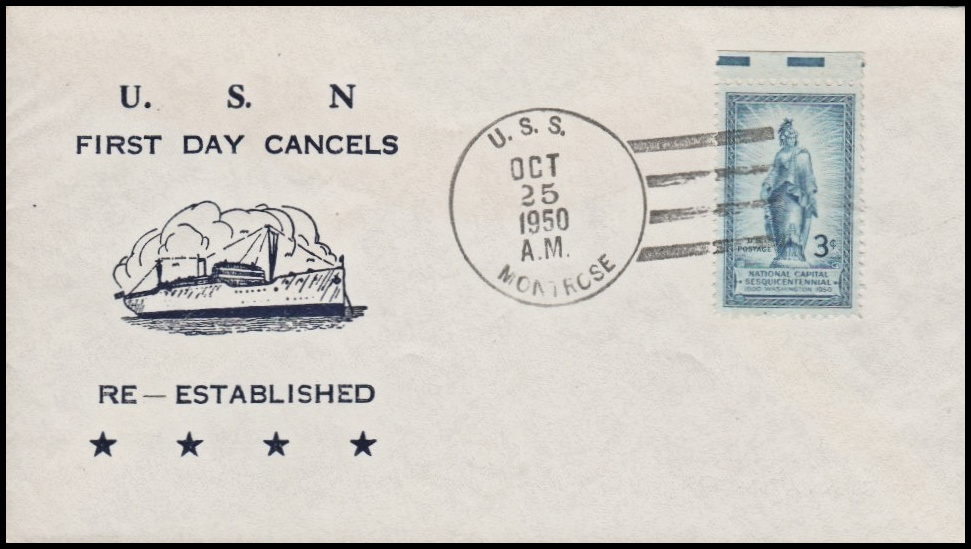 U. S. N
FIRST DAY CANCELS
RE—ESTABLISHED
U. S. S.
OCT
25
1950
A.M.
MONTROSE
U.S.
POSTAGE
3¢
NATIONAL CAPITAL
SESQUICENTENNIAL
1800 WASHINGTON 1950